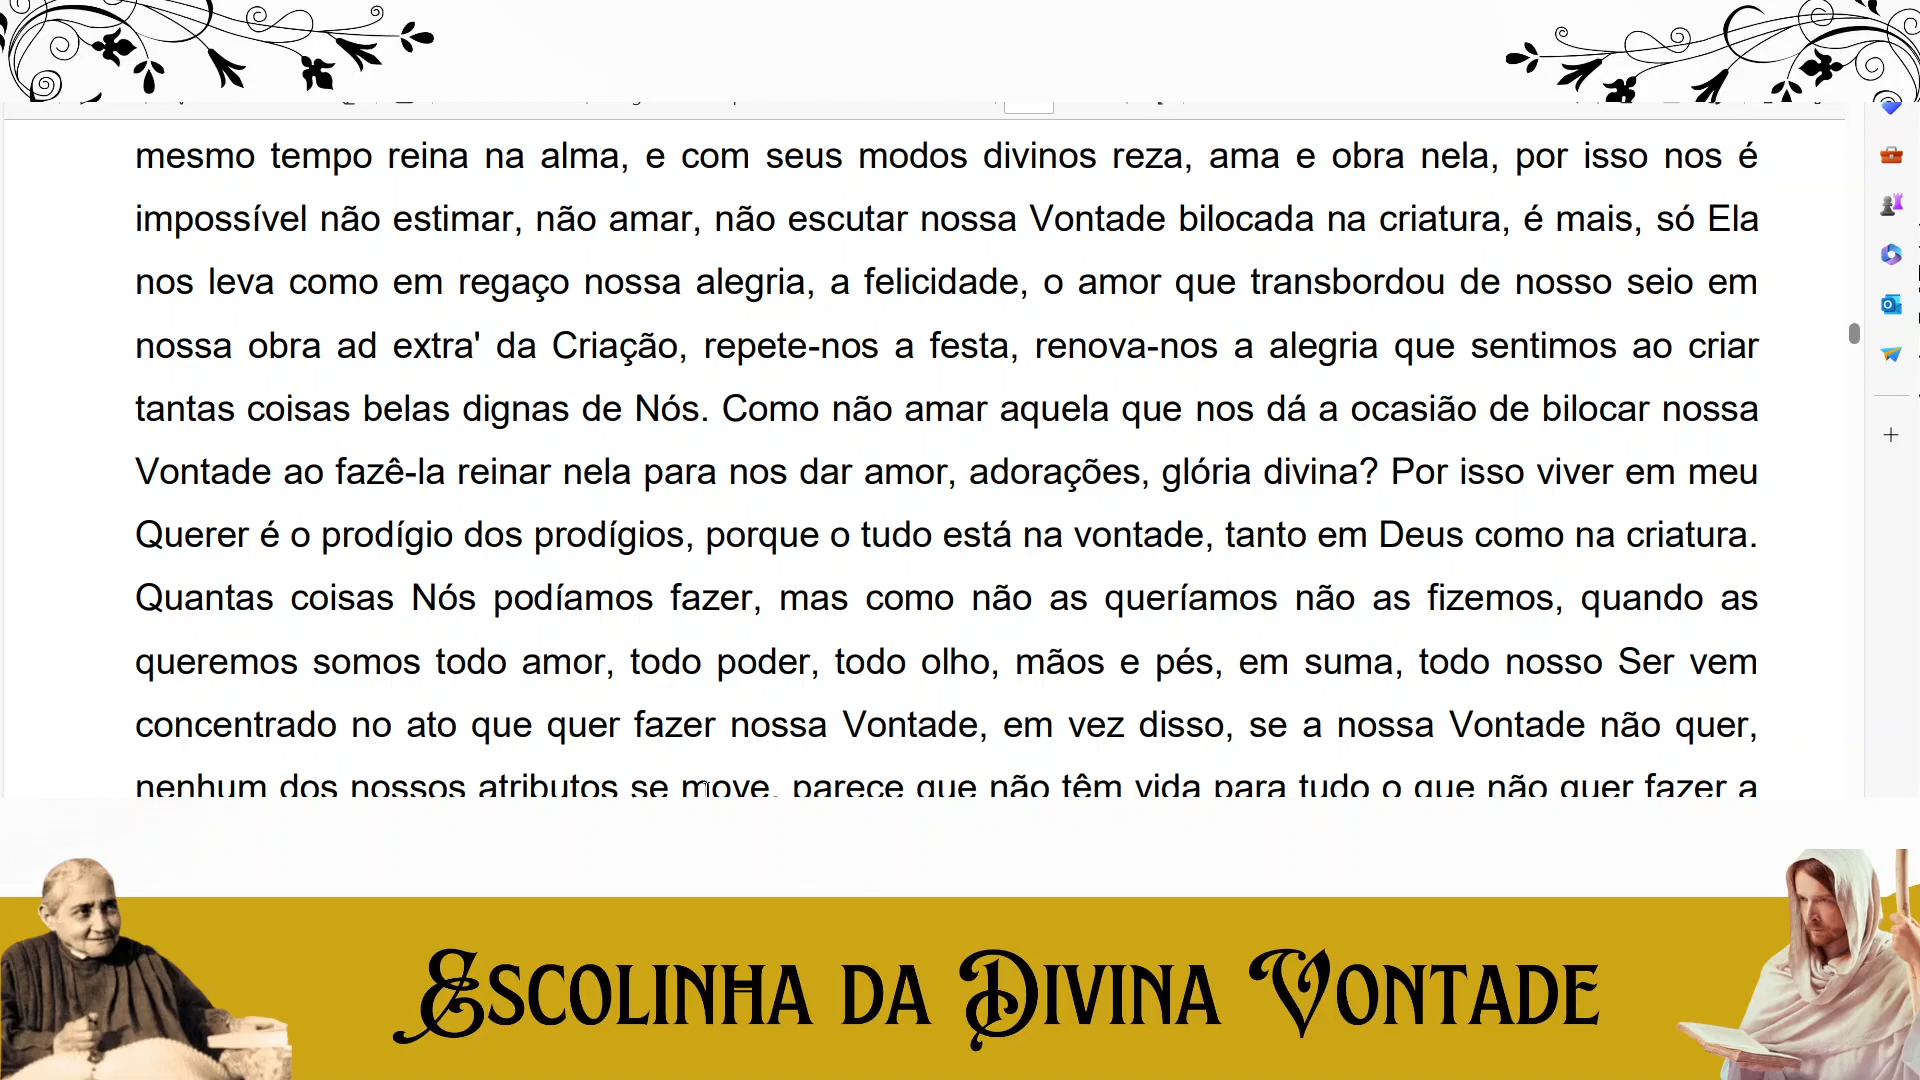 mesmo tempo reina na alma, e com seus modos divinos reza, ama e obra nela, por isso nos é
impossível não estimar, não amar, não escutar nossa Vontade bilocada na criatura, é mais, só Ela
nos leva como em regaço nossa alegria, a felicidade, o amor que transbordou de nosso seio em
nossa obra ad extra' da Criação, repete-nos a festa, renova-nos a alegria que sentimos ao criar
tantas coisas belas dignas de Nós. Como não amar aquela que nos dá a ocasião de bilocar nossa
Vontade ao fazê-la reinar nela para nos dar amor, adorações, glória divina? Por isso viver em meu
Querer é o prodígio dos prodígios, porque o tudo está na vontade, tanto em Deus como na criatura.
Quantas coisas Nós podíamos fazer, mas como não as queríamos não as fizemos, quando as
queremos somos todo amor, todo poder, todo olho, mãos e pés, em suma, todo nosso Ser vem
concentrado no ato que quer fazer nossa Vontade, em vez disso, se a nossa Vontade não quer,
nenhum dos nossos atributos se move, parece que não têm vida para tudo o que não quer fazer a
Escolinha da Divina Vontade